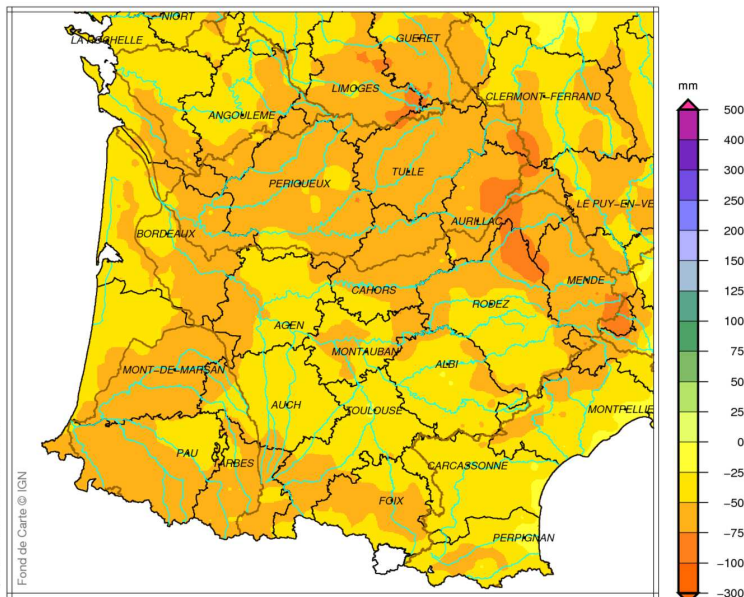 NIORT
LA ROCHELLE
GUERET
LIMOGES
CLERMONT-FERRAND
ANGOULEME
TULLE
PERIGUEUX
LE PUY-EN-VE
AURILLAC
BORDEAUX
MENDE
CAHORS
RODEZ
AGEN
MONTAUBAN
ALBI
MONT-DE-MARSAN
AUCH
TOULOUSE
MONTPELLIE
PAU
TARBES
CARCASSONNE
FOIX
PERPIGNAN
Fond de Carte © IGN
mm
500
400
300
250
200
150
125
100
75
50
25
0
-25
-50
-75
-100
-300